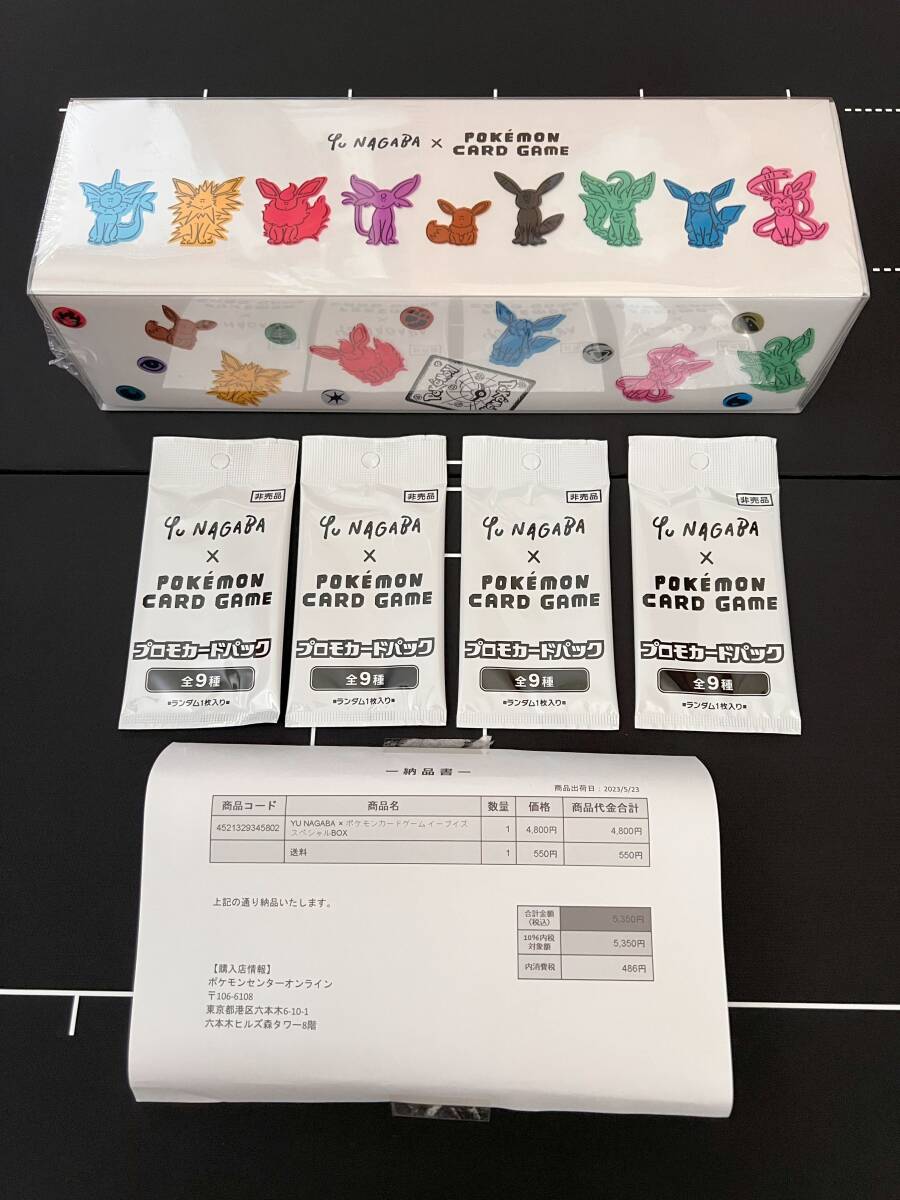 YU NAGABA × POKÉMON CARD GAME
非売品
YU NAGABA
×
POKÉMON
CARD GAME
プロモカードパック
全9種
■ランダム1枚入り■
非売品
YU NAGABA
×
POKÉMON
CARD GAME
プロモカードパック
全9種
■ランダム1枚入り■
非売品
YU NAGABA
×
POKÉMON
CARD GAME
プロモカードパック
全9種
■ランダム1枚入り■
非売品
YU NAGABA
×
POKÉMON
CARD GAME
プロモカードパック
全9種
■ランダム1枚入り■
ー納品書ー
商品出荷日：2023/5/23
商品コード 商品名 数量 価格 商品代金合計
4521329345802 YU NAGABA × ポケモンカードゲーム イーブイズ スペシャルBOX 1 4,800円 4,800円
送料 1 550円 550円
上記の通り納品いたします。
合計金額（税込） 5,350円
10%内税対象額 5,350円
内消費税 486円
【購入店情報】
ポケモンセンターオンライン
〒106-6108
東京都港区六本木6-10-1
六本木ヒルズ森タワー8階